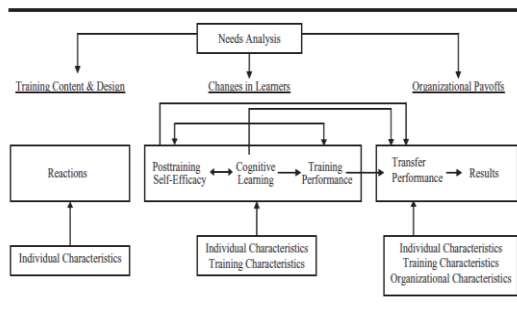 Needs Analysis
Training Content & Design
Changes in Learners
Organizational Payoffs
Reactions
Posttraining
Self-Efficacy
Cognitive
Learning
Training
Performance
Transfer
Performance
Results
Individual Characteristics
Individual Characteristics
Training Characteristics
Individual Characteristics
Training Characteristics
Organizational Characteristics